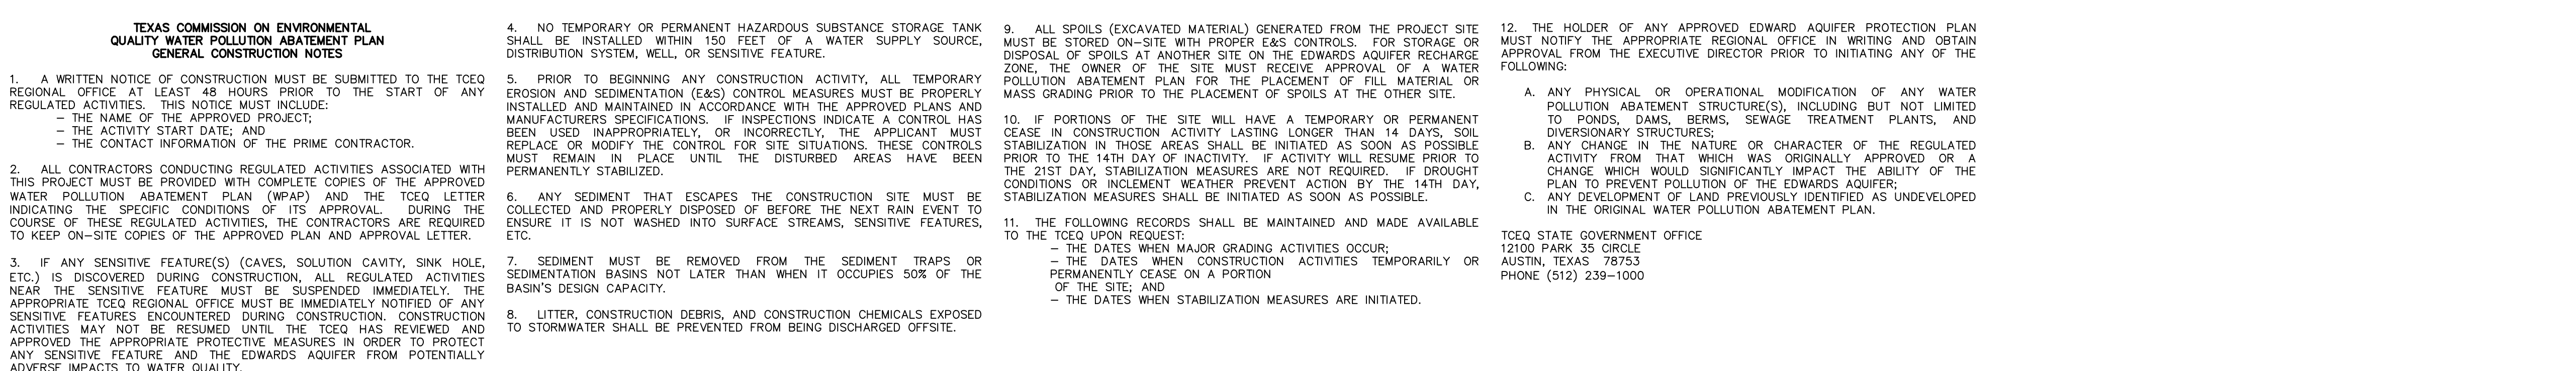 TEXAS COMMISSION ON ENVIRONMENTAL
QUALITY WATER POLLUTION ABATEMENT PLAN
GENERAL CONSTRUCTION NOTES
1. A WRITTEN NOTICE OF CONSTRUCTION MUST BE SUBMITTED TO THE TCEQ
REGIONAL OFFICE AT LEAST 48 HOURS PRIOR TO THE START OF ANY
REGULATED ACTIVITIES. THIS NOTICE MUST INCLUDE:
– THE NAME OF THE APPROVED PROJECT;
– THE ACTIVITY START DATE; AND
– THE CONTACT INFORMATION OF THE PRIME CONTRACTOR.
2. ALL CONTRACTORS CONDUCTING REGULATED ACTIVITIES ASSOCIATED WITH
THIS PROJECT MUST BE PROVIDED WITH COMPLETE COPIES OF THE APPROVED
WATER POLLUTION ABATEMENT PLAN (WPAP) AND THE TCEQ LETTER
INDICATING THE SPECIFIC CONDITIONS OF ITS APPROVAL. DURING THE
COURSE OF THESE REGULATED ACTIVITIES, THE CONTRACTORS ARE REQUIRED
TO KEEP ON–SITE COPIES OF THE APPROVED PLAN AND APPROVAL LETTER.
3. IF ANY SENSITIVE FEATURE(S) (CAVES, SOLUTION CAVITY, SINK HOLE,
ETC.) IS DISCOVERED DURING CONSTRUCTION, ALL REGULATED ACTIVITIES
NEAR THE SENSITIVE FEATURE MUST BE SUSPENDED IMMEDIATELY. THE
APPROPRIATE TCEQ REGIONAL OFFICE MUST BE IMMEDIATELY NOTIFIED OF ANY
SENSITIVE FEATURES ENCOUNTERED DURING CONSTRUCTION. CONSTRUCTION
ACTIVITIES MAY NOT BE RESUMED UNTIL THE TCEQ HAS REVIEWED AND
APPROVED THE APPROPRIATE PROTECTIVE MEASURES IN ORDER TO PROTECT
ANY SENSITIVE FEATURE AND THE EDWARDS AQUIFER FROM POTENTIALLY
ADVERSE IMPACTS TO WATER QUALITY.
4. NO TEMPORARY OR PERMANENT HAZARDOUS SUBSTANCE STORAGE TANK
SHALL BE INSTALLED WITHIN 150 FEET OF A WATER SUPPLY SOURCE,
DISTRIBUTION SYSTEM, WELL, OR SENSITIVE FEATURE.
5. PRIOR TO BEGINNING ANY CONSTRUCTION ACTIVITY, ALL TEMPORARY
EROSION AND SEDIMENTATION (E&S) CONTROL MEASURES MUST BE PROPERLY
INSTALLED AND MAINTAINED IN ACCORDANCE WITH THE APPROVED PLANS AND
MANUFACTURERS SPECIFICATIONS. IF INSPECTIONS INDICATE A CONTROL HAS
BEEN USED INAPPROPRIATELY, OR INCORRECTLY, THE APPLICANT MUST
REPLACE OR MODIFY THE CONTROL FOR SITE SITUATIONS. THESE CONTROLS
MUST REMAIN IN PLACE UNTIL THE DISTURBED AREAS HAVE BEEN
PERMANENTLY STABILIZED.
6. ANY SEDIMENT THAT ESCAPES THE CONSTRUCTION SITE MUST BE
COLLECTED AND PROPERLY DISPOSED OF BEFORE THE NEXT RAIN EVENT TO
ENSURE IT IS NOT WASHED INTO SURFACE STREAMS, SENSITIVE FEATURES,
ETC.
7. SEDIMENT MUST BE REMOVED FROM THE SEDIMENT TRAPS OR
SEDIMENTATION BASINS NOT LATER THAN WHEN IT OCCUPIES 50% OF THE
BASIN'S DESIGN CAPACITY.
8. LITTER, CONSTRUCTION DEBRIS, AND CONSTRUCTION CHEMICALS EXPOSED
TO STORMWATER SHALL BE PREVENTED FROM BEING DISCHARGED OFFSITE.
9. ALL SPOILS (EXCAVATED MATERIAL) GENERATED FROM THE PROJECT SITE
MUST BE STORED ON–SITE WITH PROPER E&S CONTROLS. FOR STORAGE OR
DISPOSAL OF SPOILS AT ANOTHER SITE ON THE EDWARDS AQUIFER RECHARGE
ZONE, THE OWNER OF THE SITE MUST RECEIVE APPROVAL OF A WATER
POLLUTION ABATEMENT PLAN FOR THE PLACEMENT OF FILL MATERIAL OR
MASS GRADING PRIOR TO THE PLACEMENT OF SPOILS AT THE OTHER SITE.
10. IF PORTIONS OF THE SITE WILL HAVE A TEMPORARY OR PERMANENT
CEASE IN CONSTRUCTION ACTIVITY LASTING LONGER THAN 14 DAYS, SOIL
STABILIZATION IN THOSE AREAS SHALL BE INITIATED AS SOON AS POSSIBLE
PRIOR TO THE 14TH DAY OF INACTIVITY. IF ACTIVITY WILL RESUME PRIOR TO
THE 21ST DAY, STABILIZATION MEASURES ARE NOT REQUIRED. IF DROUGHT
CONDITIONS OR INCLEMENT WEATHER PREVENT ACTION BY THE 14TH DAY,
STABILIZATION MEASURES SHALL BE INITIATED AS SOON AS POSSIBLE.
11. THE FOLLOWING RECORDS SHALL BE MAINTAINED AND MADE AVAILABLE
TO THE TCEQ UPON REQUEST:
– THE DATES WHEN MAJOR GRADING ACTIVITIES OCCUR;
– THE DATES WHEN CONSTRUCTION ACTIVITIES TEMPORARILY OR
PERMANENTLY CEASE ON A PORTION
OF THE SITE; AND
– THE DATES WHEN STABILIZATION MEASURES ARE INITIATED.
12. THE HOLDER OF ANY APPROVED EDWARD AQUIFER PROTECTION PLAN
MUST NOTIFY THE APPROPRIATE REGIONAL OFFICE IN WRITING AND OBTAIN
APPROVAL FROM THE EXECUTIVE DIRECTOR PRIOR TO INITIATING ANY OF THE
FOLLOWING:
A. ANY PHYSICAL OR OPERATIONAL MODIFICATION OF ANY WATER
POLLUTION ABATEMENT STRUCTURE(S), INCLUDING BUT NOT LIMITED
TO PONDS, DAMS, BERMS, SEWAGE TREATMENT PLANTS, AND
DIVERSIONARY STRUCTURES;
B. ANY CHANGE IN THE NATURE OR CHARACTER OF THE REGULATED
ACTIVITY FROM THAT WHICH WAS ORIGINALLY APPROVED OR A
CHANGE WHICH WOULD SIGNIFICANTLY IMPACT THE ABILITY OF THE
PLAN TO PREVENT POLLUTION OF THE EDWARDS AQUIFER;
C. ANY DEVELOPMENT OF LAND PREVIOUSLY IDENTIFIED AS UNDEVELOPED
IN THE ORIGINAL WATER POLLUTION ABATEMENT PLAN.
TCEQ STATE GOVERNMENT OFFICE
12100 PARK 35 CIRCLE
AUSTIN, TEXAS 78753
PHONE (512) 239–1000